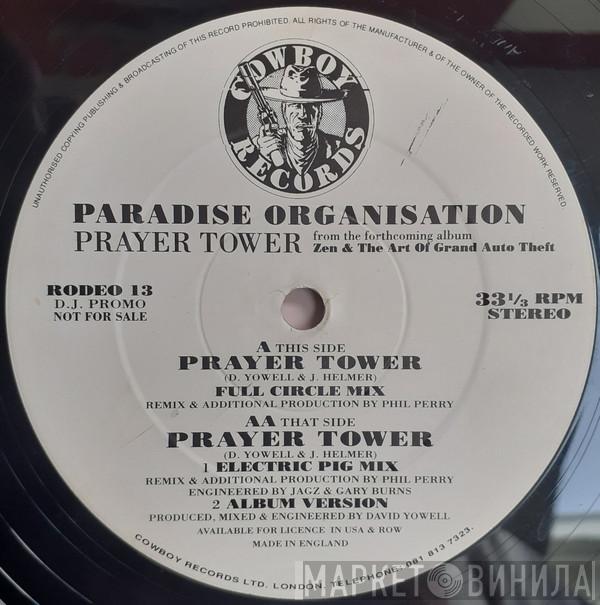 UNAUTHORISED COPYING PUBLISHING & BROADCASTING OF THIS RECORD PROHIBITED. ALL RIGHTS OF THE MANUFACTURER & OF THE OWNER OF THE RECORDED WORK RESERVED
COWBOY
RECORDS
PARADISE ORGANISATION
PRAYER TOWER from the forthcoming album
Zen & The Art Of Grand Auto Theft
RODEO 13
D.J. PROMO
NOT FOR SALE
33 1/3 RPM
STEREO
A THIS SIDE
PRAYER TOWER
(D. YOWELL & J. HELMER)
FULL CIRCLE MIX
REMIX & ADDITIONAL PRODUCTION BY PHIL PERRY
AA THAT SIDE
PRAYER TOWER
(D. YOWELL & J. HELMER)
1 ELECTRIC PIG MIX
REMIX & ADDITIONAL PRODUCTION BY PHIL PERRY
ENGINEERED BY JAGZ & GARY BURNS
2 ALBUM VERSION
PRODUCED, MIXED & ENGINEERED BY DAVID YOWELL
AVAILABLE FOR LICENCE IN USA & ROW
MADE IN ENGLAND
COWBOY RECORDS LTD. LONDON. TELEPHONE: 081 813 7323.
МАРКЕТ ВИНИЛА